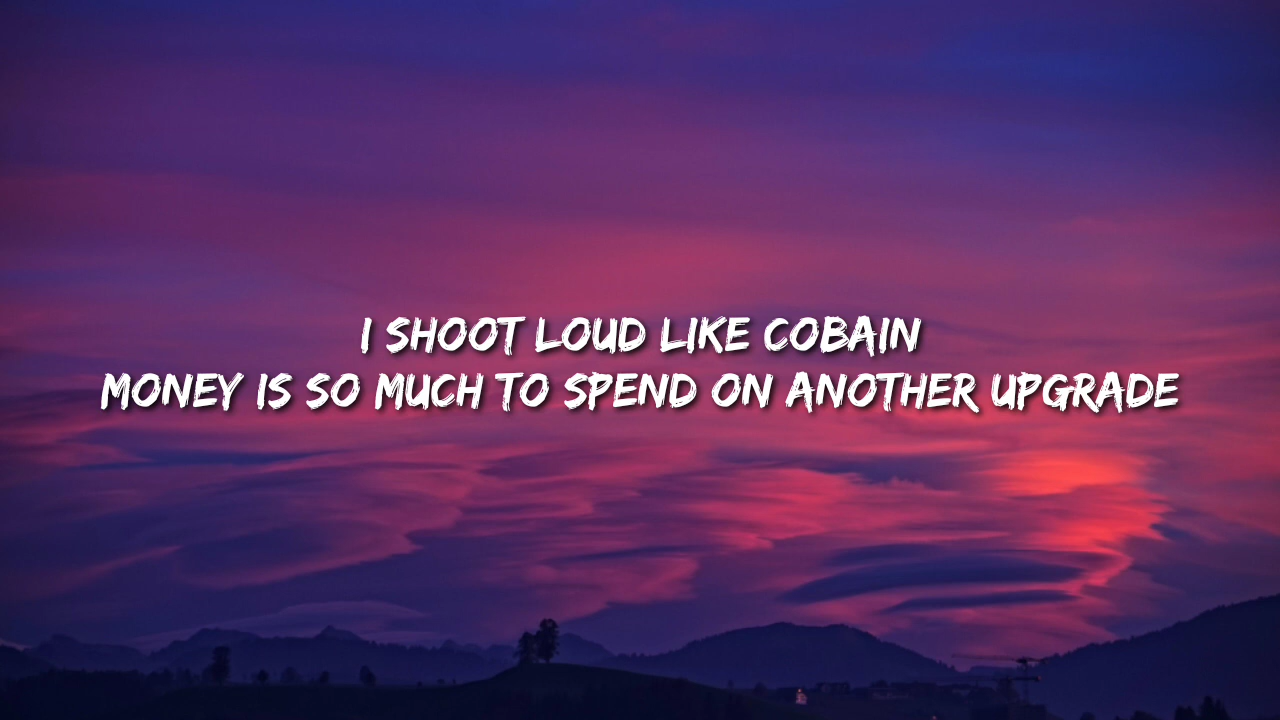 I SHOOT LOUD LIKE COBAIN
MONEY IS SO MUCH TO SPEND ON ANOTHER UPGRADE